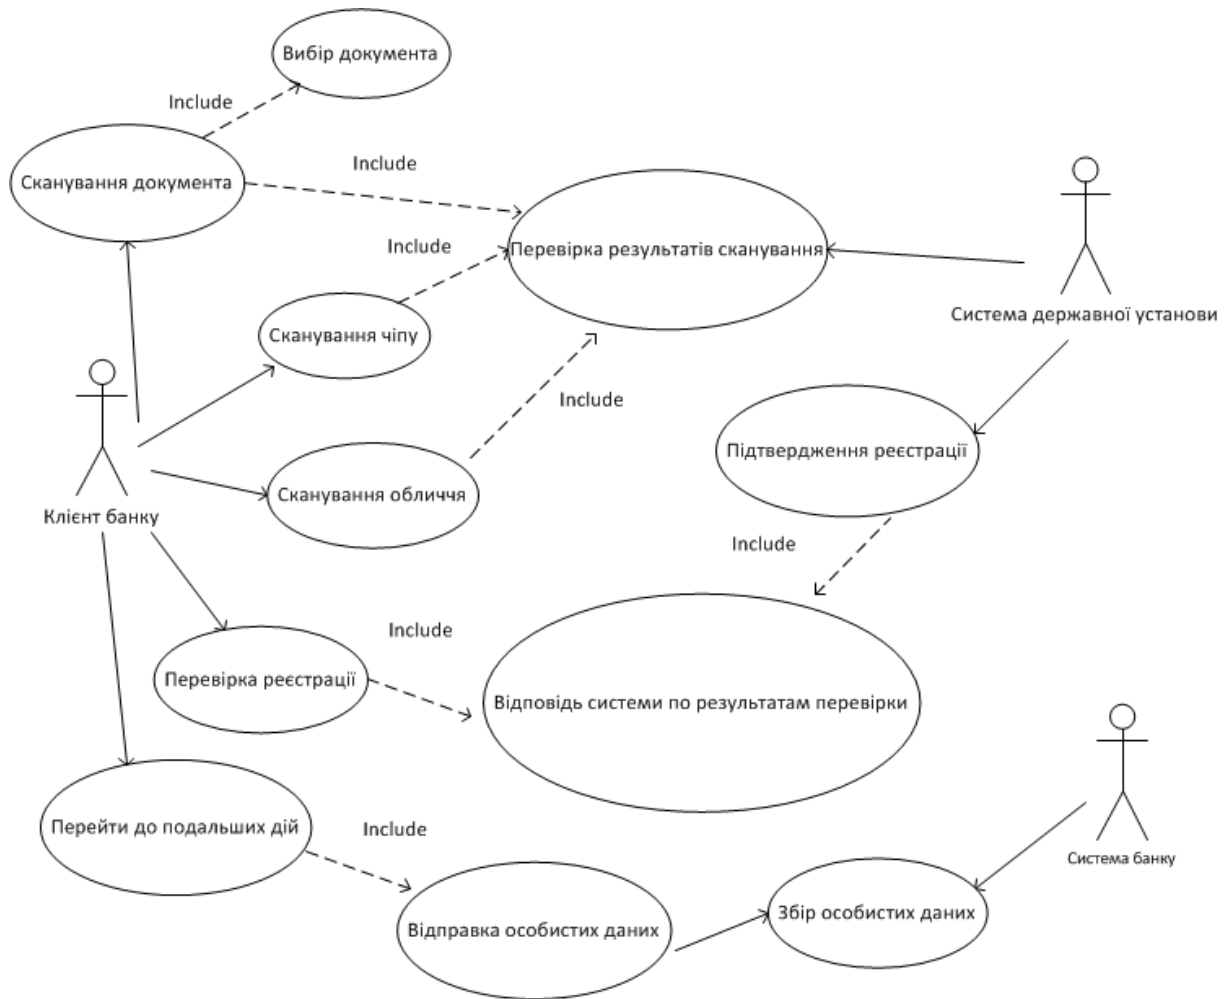 Вибір документа
Include
Include
Сканування документа
Include
Перевірка результатів сканування
Система державної установи
Сканування чіпу
Include
Підтвердження реєстрації
Сканування обличчя
Клієнт банку
Include
Include
Перевірка реєстрації
Відповідь системи по результатам перевірки
Перейти до подальших дій
Include
Система банку
Збір особистих даних
Відправка особистих даних